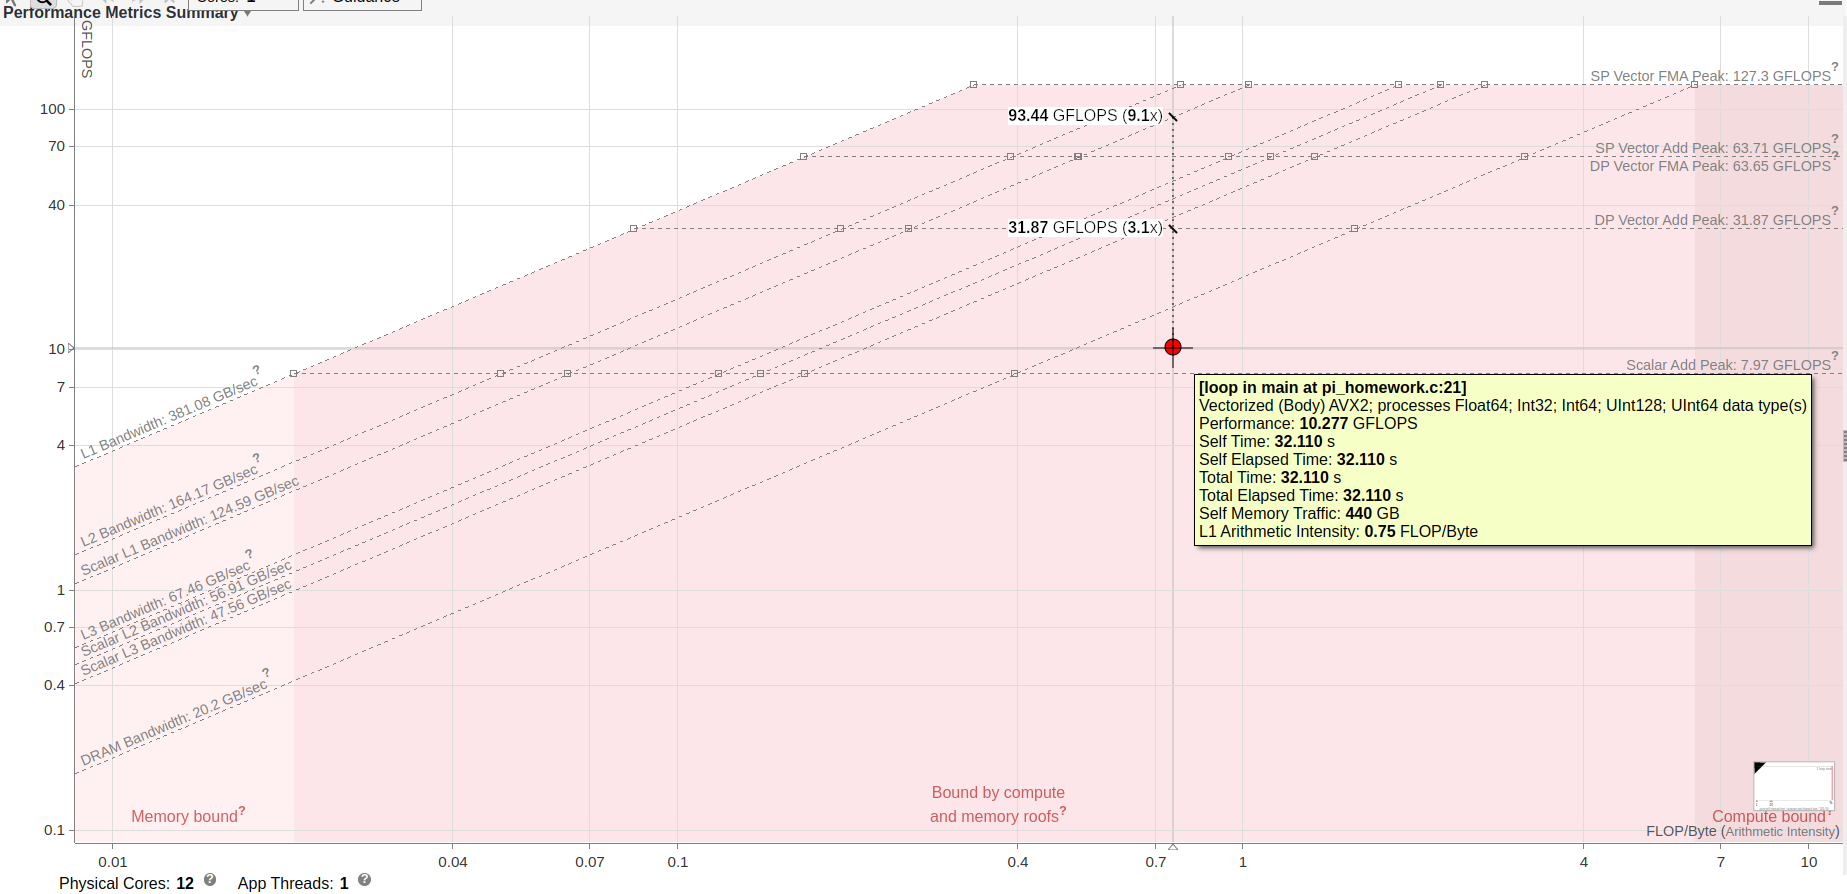 Cores: 1
Guidance
Performance Metrics Summary
GFLOPS
100
70
40
10
7
4
1
0.7
0.4
0.1
SP Vector FMA Peak: 127.3 GFLOPS ?
93.44 GFLOPS (9.1x)
SP Vector Add Peak: 63.71 GFLOPS ?
DP Vector FMA Peak: 63.65 GFLOPS ?
DP Vector Add Peak: 31.87 GFLOPS ?
31.87 GFLOPS (3.1x)
Scalar Add Peak: 7.97 GFLOPS ?
L1 Bandwidth: 381.08 GB/sec ?
L2 Bandwidth: 164.17 GB/sec ?
Scalar L1 Bandwidth: 124.59 GB/sec
L3 Bandwidth: 67.46 GB/sec ?
Scalar L2 Bandwidth: 56.91 GB/sec
Scalar L3 Bandwidth: 47.56 GB/sec
DRAM Bandwidth: 20.2 GB/sec ?
[loop in main at pi_homework.c:21]
Vectorized (Body) AVX2; processes Float64; Int32; Int64; UInt128; UInt64 data type(s)
Performance: 10.277 GFLOPS
Self Time: 32.110 s
Self Elapsed Time: 32.110 s
Total Time: 32.110 s
Total Elapsed Time: 32.110 s
Self Memory Traffic: 440 GB
L1 Arithmetic Intensity: 0.75 FLOP/Byte
Memory bound?
Bound by compute
and memory roofs?
Compute bound?
FLOP/Byte (Arithmetic Intensity)
0.01 0.04 0.07 0.1 0.4 0.7 1 4 7 10
Physical Cores: 12 ? App Threads: 1 ?